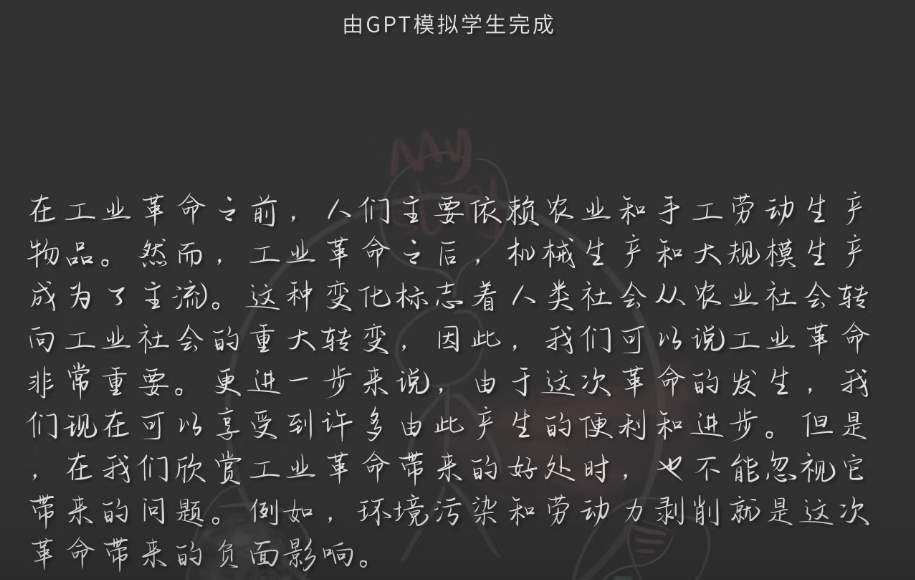 由GPT模拟学生完成
My
在工业革命之前，人们主要依赖农业和手工劳动生产
物品。然而，工业革命之后，机械生产和大规模生产
成为了主流。这种变化标志着人类社会从农业社会转
向工业社会的重大转变，因此，我们可以说工业革命
非常重要。更进一步来说，由于这次革命的发生，我
们现在可以享受到许多由此产生的便利和进步。但是
，在我们欣赏工业革命带来的好处时，也不能忽视它
带来的问题。例如，环境污染和劳动力剥削就是这次
革命带来的负面影响。